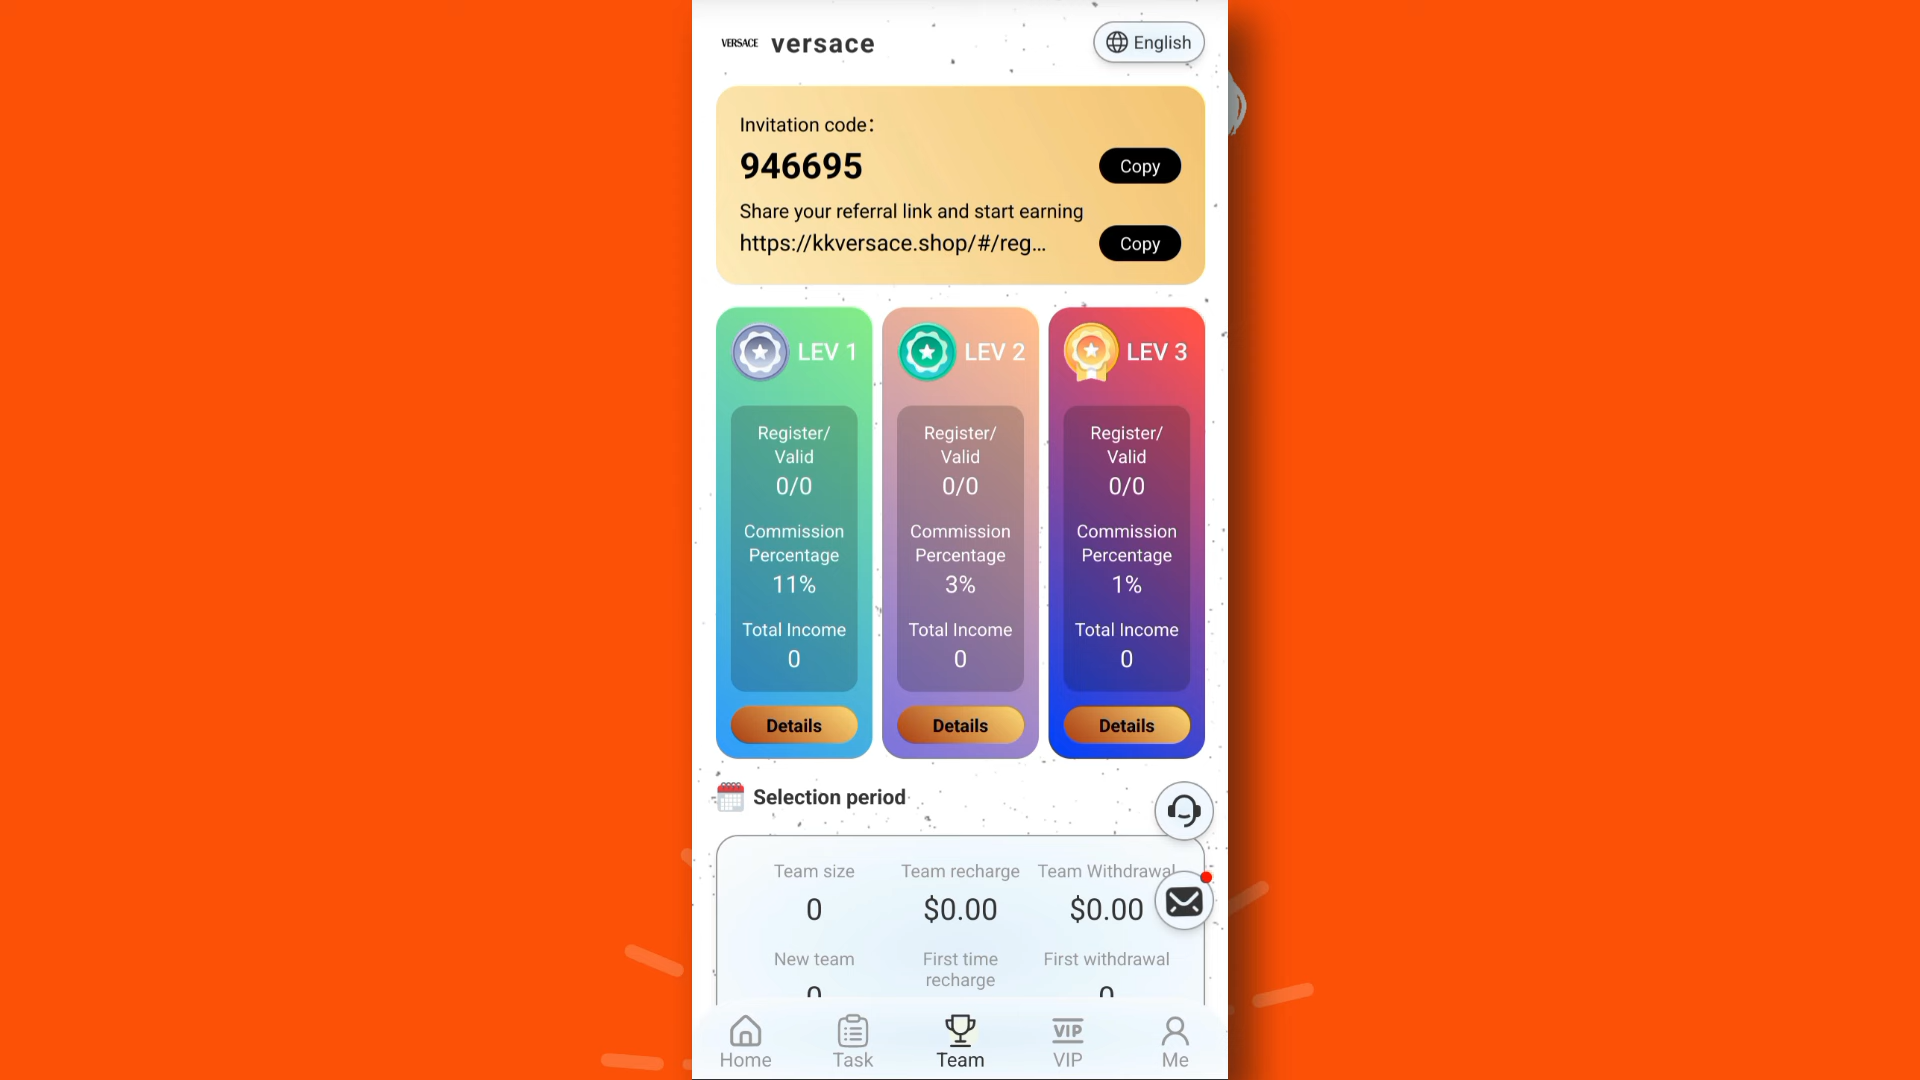 VERSACE versace
English
Invitation code：
946695
Copy
Share your referral link and start earning
https://kkversace.shop/#/reg...
Copy
LEV 1
Register/
Valid
0/0
Commission
Percentage
11%
Total Income
0
Details
LEV 2
Register/
Valid
0/0
Commission
Percentage
3%
Total Income
0
Details
LEV 3
Register/
Valid
0/0
Commission
Percentage
1%
Total Income
0
Details
Selection period
Team size
0
Team recharge
$0.00
Team Withdrawal
$0.00
New team
0
First time
recharge
First withdrawal
0
Home
Task
Team
VIP
VIP
Me